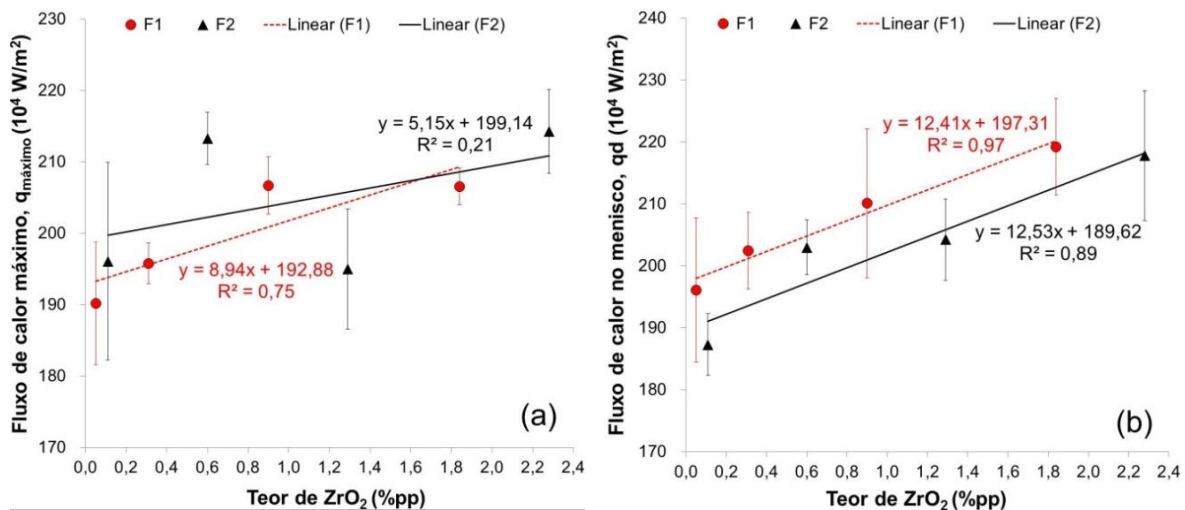 F1 F2 Linear (F1) Linear (F2)
Fluxo de calor máximo, qmáximo (10⁴ W/m²)
230
220
210
200
190
180
170
y = 5,15x + 199,14
R² = 0,21
y = 8,94x + 192,88
R² = 0,75
(a)
0,0 0,2 0,4 0,6 0,8 1,0 1,2 1,4 1,6 1,8 2,0 2,2 2,4
Teor de ZrO₂ (%pp)
F1 F2 Linear (F1) Linear (F2)
Fluxo de calor no menisco, qd (10⁴ W/m²)
240
230
220
210
200
190
180
170
y = 12,41x + 197,31
R² = 0,97
y = 12,53x + 189,62
R² = 0,89
(b)
0,0 0,2 0,4 0,6 0,8 1,0 1,2 1,4 1,6 1,8 2,0 2,2 2,4
Teor de ZrO₂ (%pp)